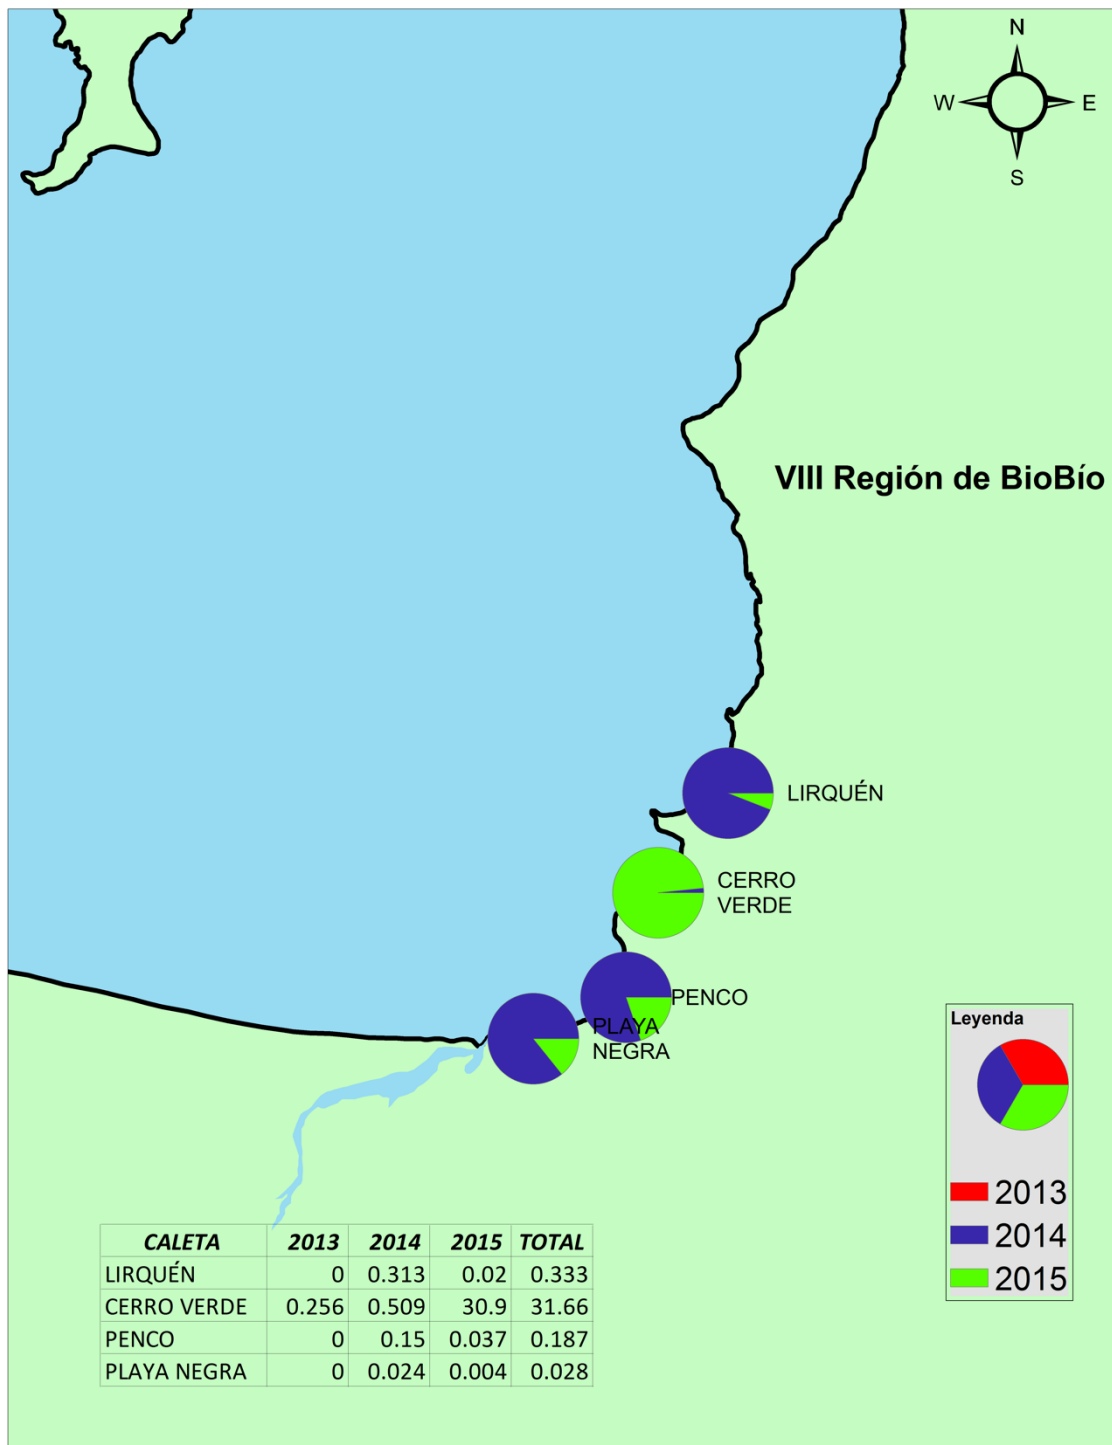 N
W E
S
VIII Región de BioBío
LIRQUÉN
CERRO
VERDE
PENCO
PLAYA
NEGRA
Leyenda
2013
2014
2015
CALETA 2013 2014 2015 TOTAL
LIRQUÉN 0 0.313 0.02 0.333
CERRO VERDE 0.256 0.509 30.9 31.66
PENCO 0 0.15 0.037 0.187
PLAYA NEGRA 0 0.024 0.004 0.028